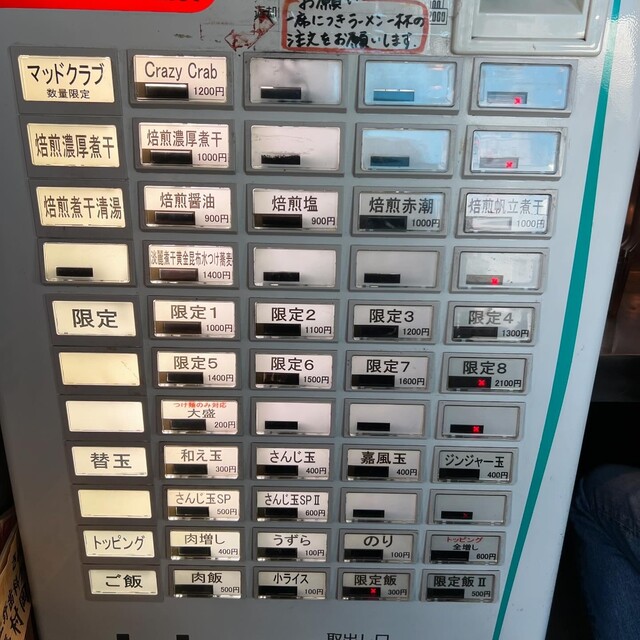 お願い
一席につきラーメン一杯の
注文をお願いします。
マッドクラブ
数量限定
Crazy Crab
1200円
焙煎濃厚煮干
焙煎濃厚煮干
1000円
焙煎煮干清湯
焙煎醤油
900円
焙煎塩
900円
焙煎赤潮
1000円
焙煎帆立煮干
1000円
淡麗煮干黄金昆布水つけ蕎麦
1400円
限定
限定1
1000円
限定2
1100円
限定3
1200円
限定4
1300円
限定5
1400円
限定6
1500円
限定7
1600円
限定8
2100円
つけ麺のみ対応
大盛
200円
替玉
和え玉
300円
さんじ玉
400円
嘉風玉
400円
ジンジャー玉
400円
さんじ玉SP
500円
さんじ玉SPⅡ
600円
トッピング
肉増し
400円
うずら
100円
のり
100円
トッピング
全増し
600円
ご飯
肉飯
500円
小ライス
100円
限定飯
300円
限定飯Ⅱ
500円
取出し口